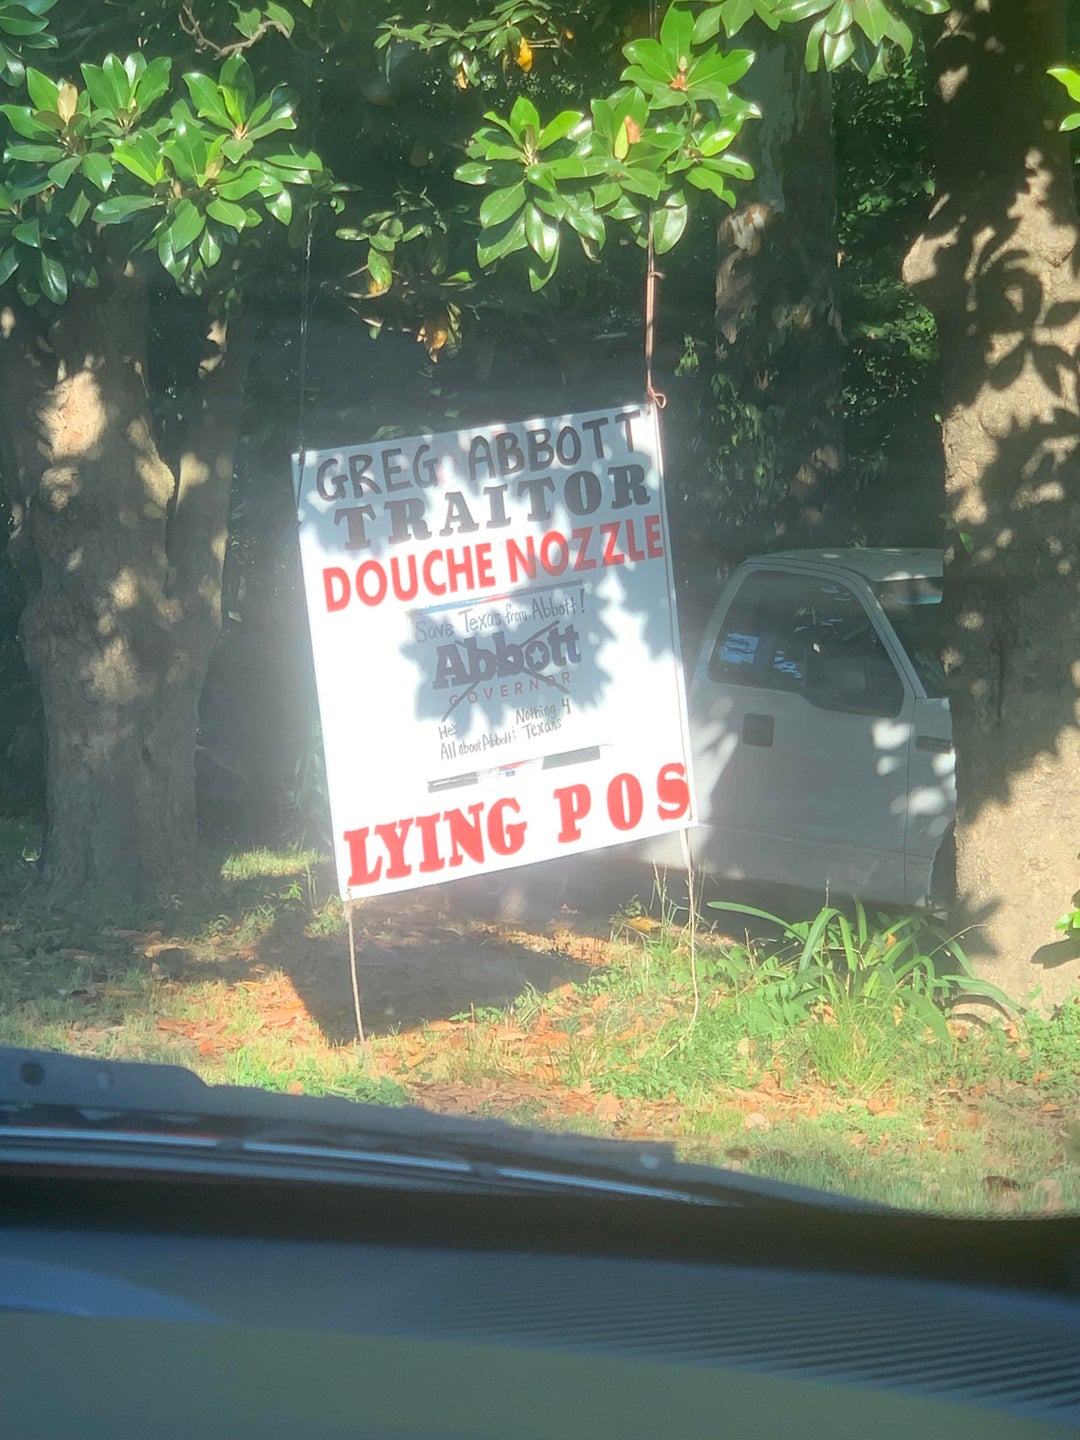 GREG ABBOTT
TRAITOR
DOUCHE NOZZLE
Save Texas from Abbott!
Abbott
GOVERNOR
He's Nothing 4
All about Abbott! Texans
LYING POS